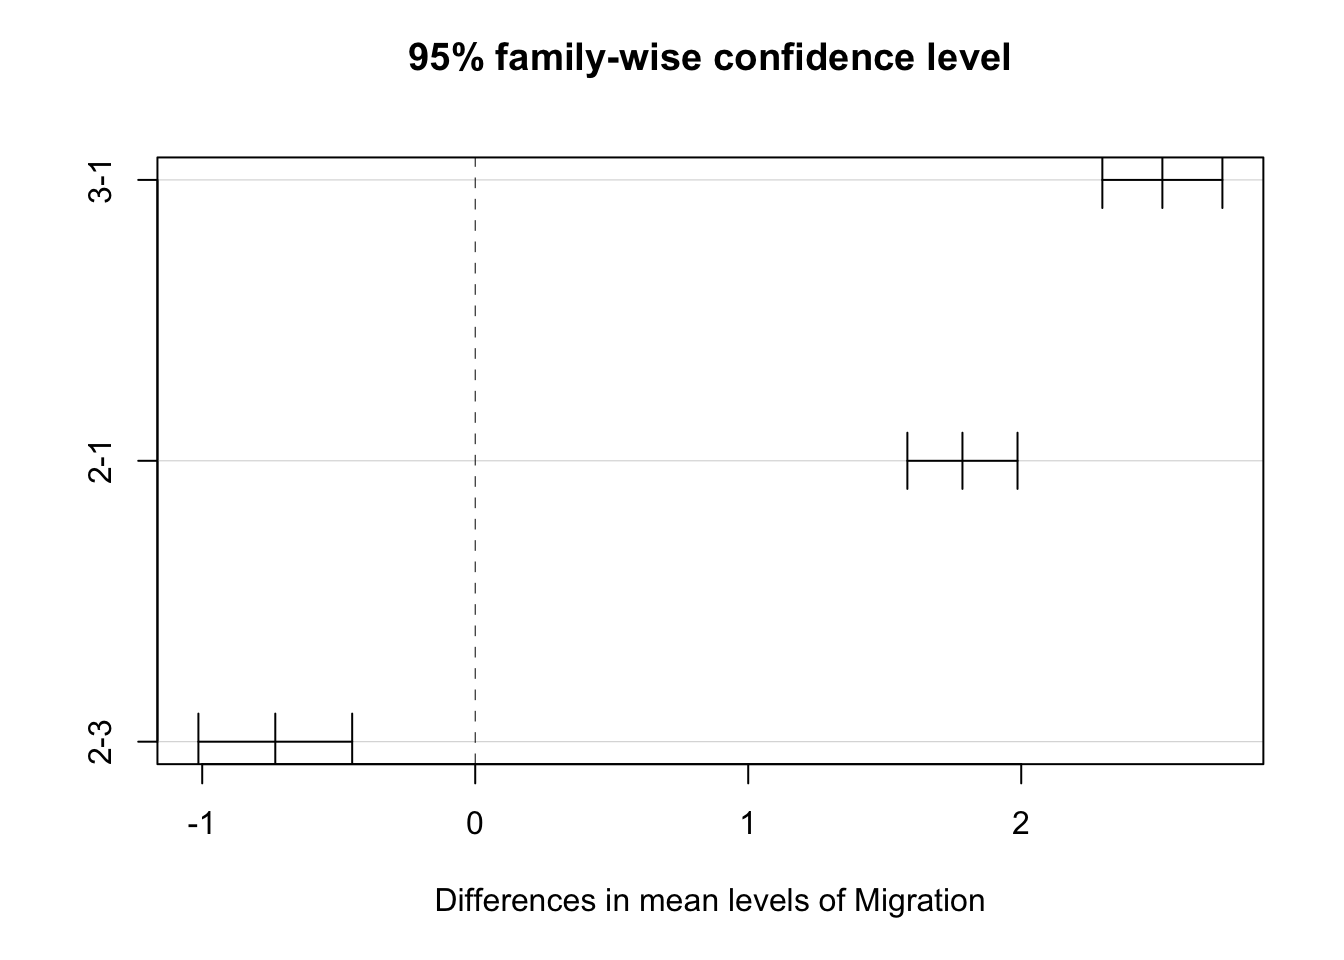 95% family-wise confidence level
3-1
2-1
2-3
-1 0 1 2
Differences in mean levels of Migration